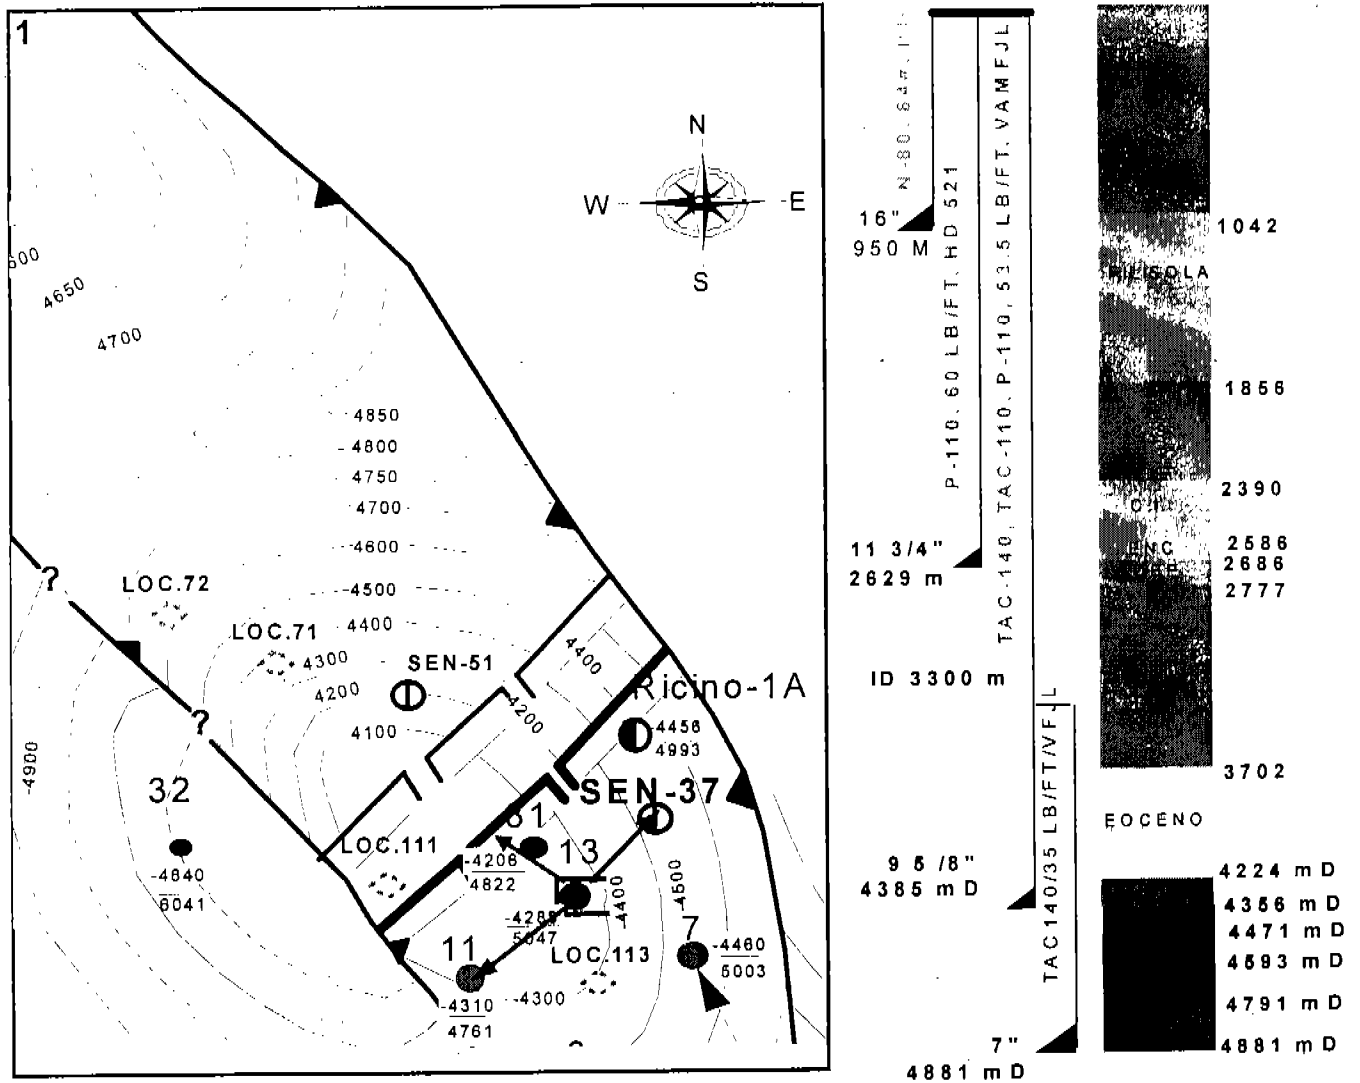 1
N
W
E
S
4650
4700
4850
4800
4750
4700
4600
4500
4400
4300
4200
4100
?
LOC.72
LOC.71
SEN-51
4400
4200
Ricino-1A
-4456
4993
?
-4900
32
-4840
6041
SEN-37
13
LOC.111
-4206
4822
-4400
-4500
5047
LOC.113
7
-4460
5003
11
-4310
4761
-4300
16"
950 M
P-110. 60 LB/FT. HD 521
TAC-140, TAC-110. P-110, 53.5 LB/FT. VAM FJL
11 3/4"
2629 m
ID 3300 m
9 5/8"
4385 mD
TAC140/35 LB/FT/VFJL
7"
4881 mD
1042
1856
2390
2586
2686
2777
3702
EOCENO
4224 mD
4356 mD
4471 mD
4593 mD
4791 mD
4881 mD